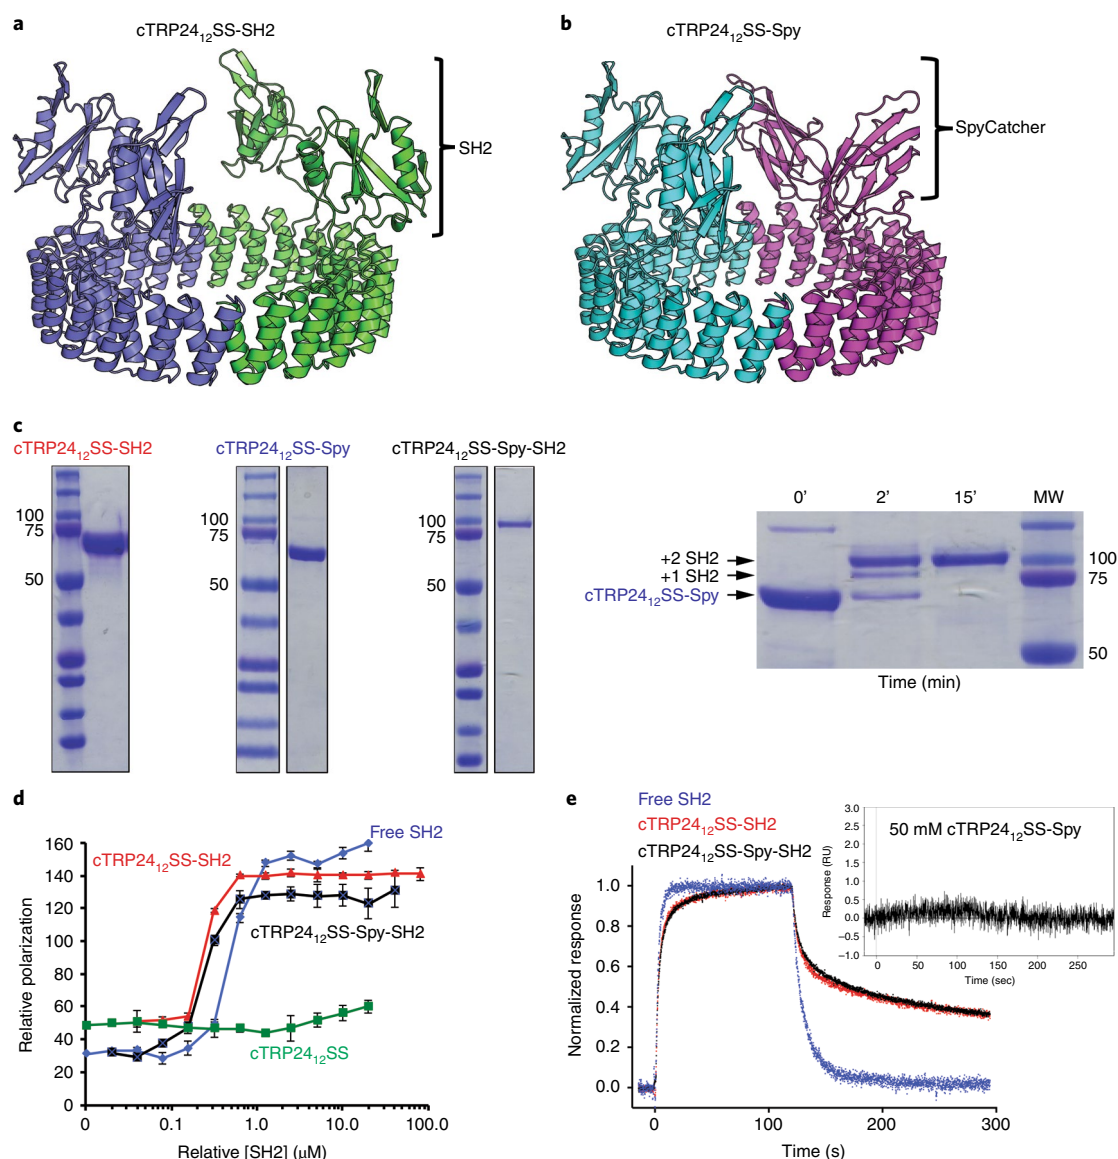 a
cTRP24₁₂SS-SH2
SH2
b
cTRP24₁₂SS-Spy
SpyCatcher
c
cTRP24₁₂SS-SH2
100
75
50
cTRP24₁₂SS-Spy
100
75
50
cTRP24₁₂SS-Spy-SH2
100
75
50
0' 2' 15' MW
+2 SH2
+1 SH2
cTRP24₁₂SS-Spy
100
75
50
Time (min)
d
Relative polarization
160
140
120
100
80
60
40
20
0
Free SH2
cTRP24₁₂SS-SH2
cTRP24₁₂SS-Spy-SH2
cTRP24₁₂SS
0 0.1 1.0 10.0 100.0
Relative [SH2] (μM)
e
Free SH2
cTRP24₁₂SS-SH2
cTRP24₁₂SS-Spy-SH2
Normalized response
1.0
0.8
0.6
0.4
0.2
0.0
0 100 200 300
Time (s)
50 mM cTRP24₁₂SS-Spy
Response (RU)
3.0
2.5
2.0
1.5
1.0
0.5
0.0
–0.5
–1.0
0 50 100 150 200 250
Time (sec)